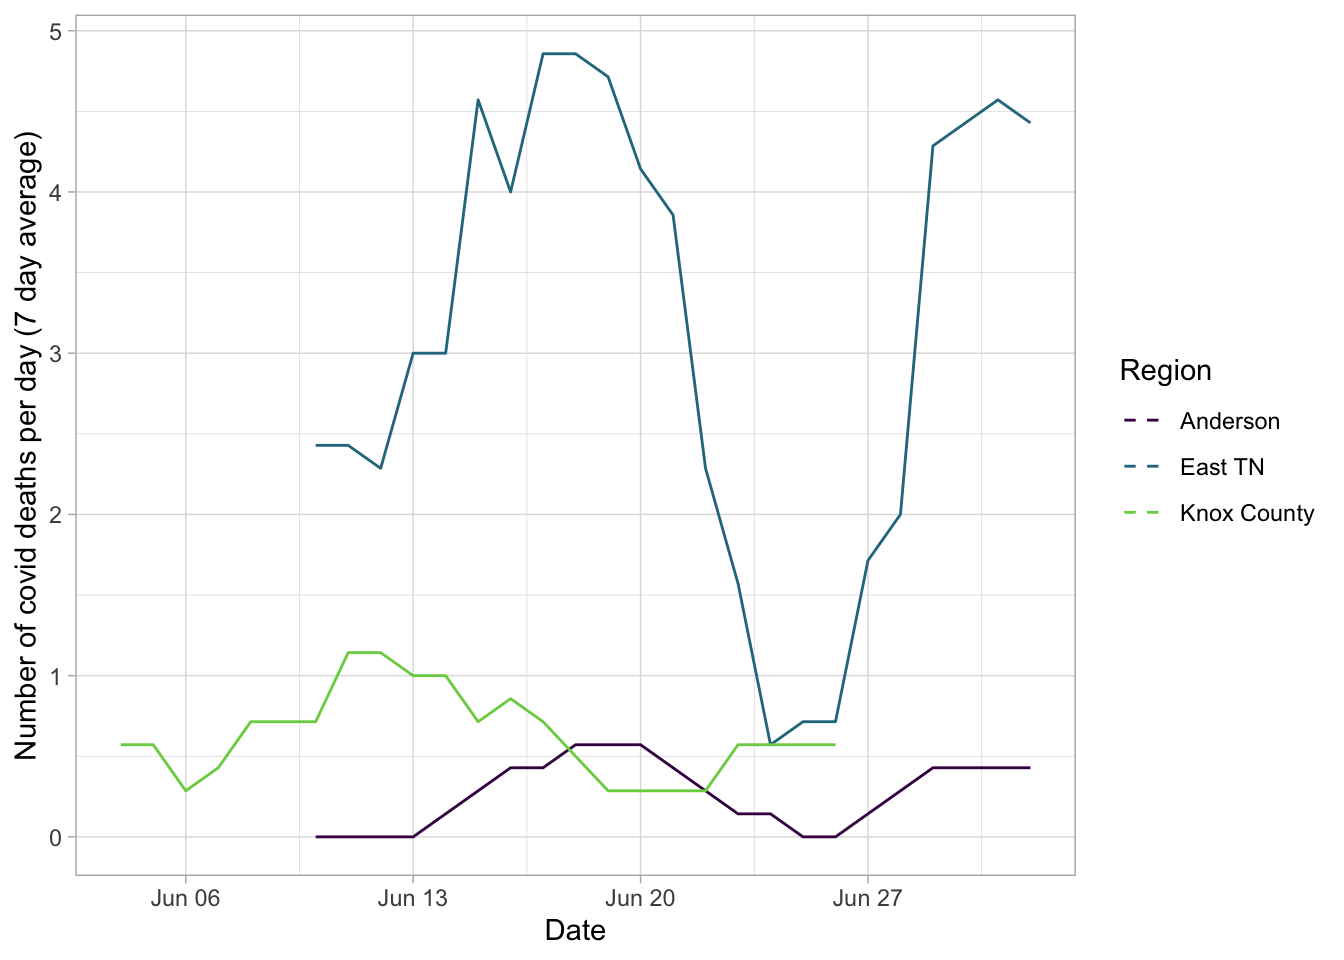 Number of covid deaths per day (7 day average)
5
4
3
2
1
0
Jun 06
Jun 13
Jun 20
Jun 27
Date
Region
Anderson
East TN
Knox County